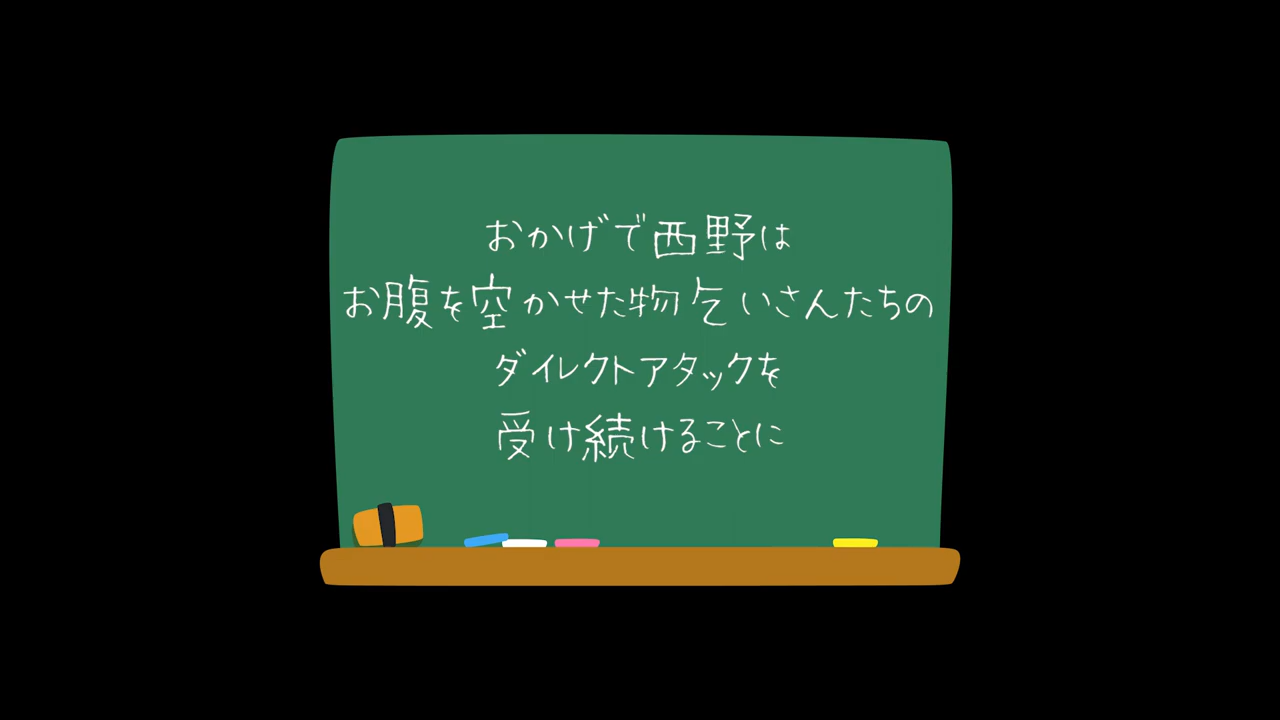 おかげで西野は
お腹を空かせた物乞いさんたちの
ダイレクトアタックを
受け続けることに